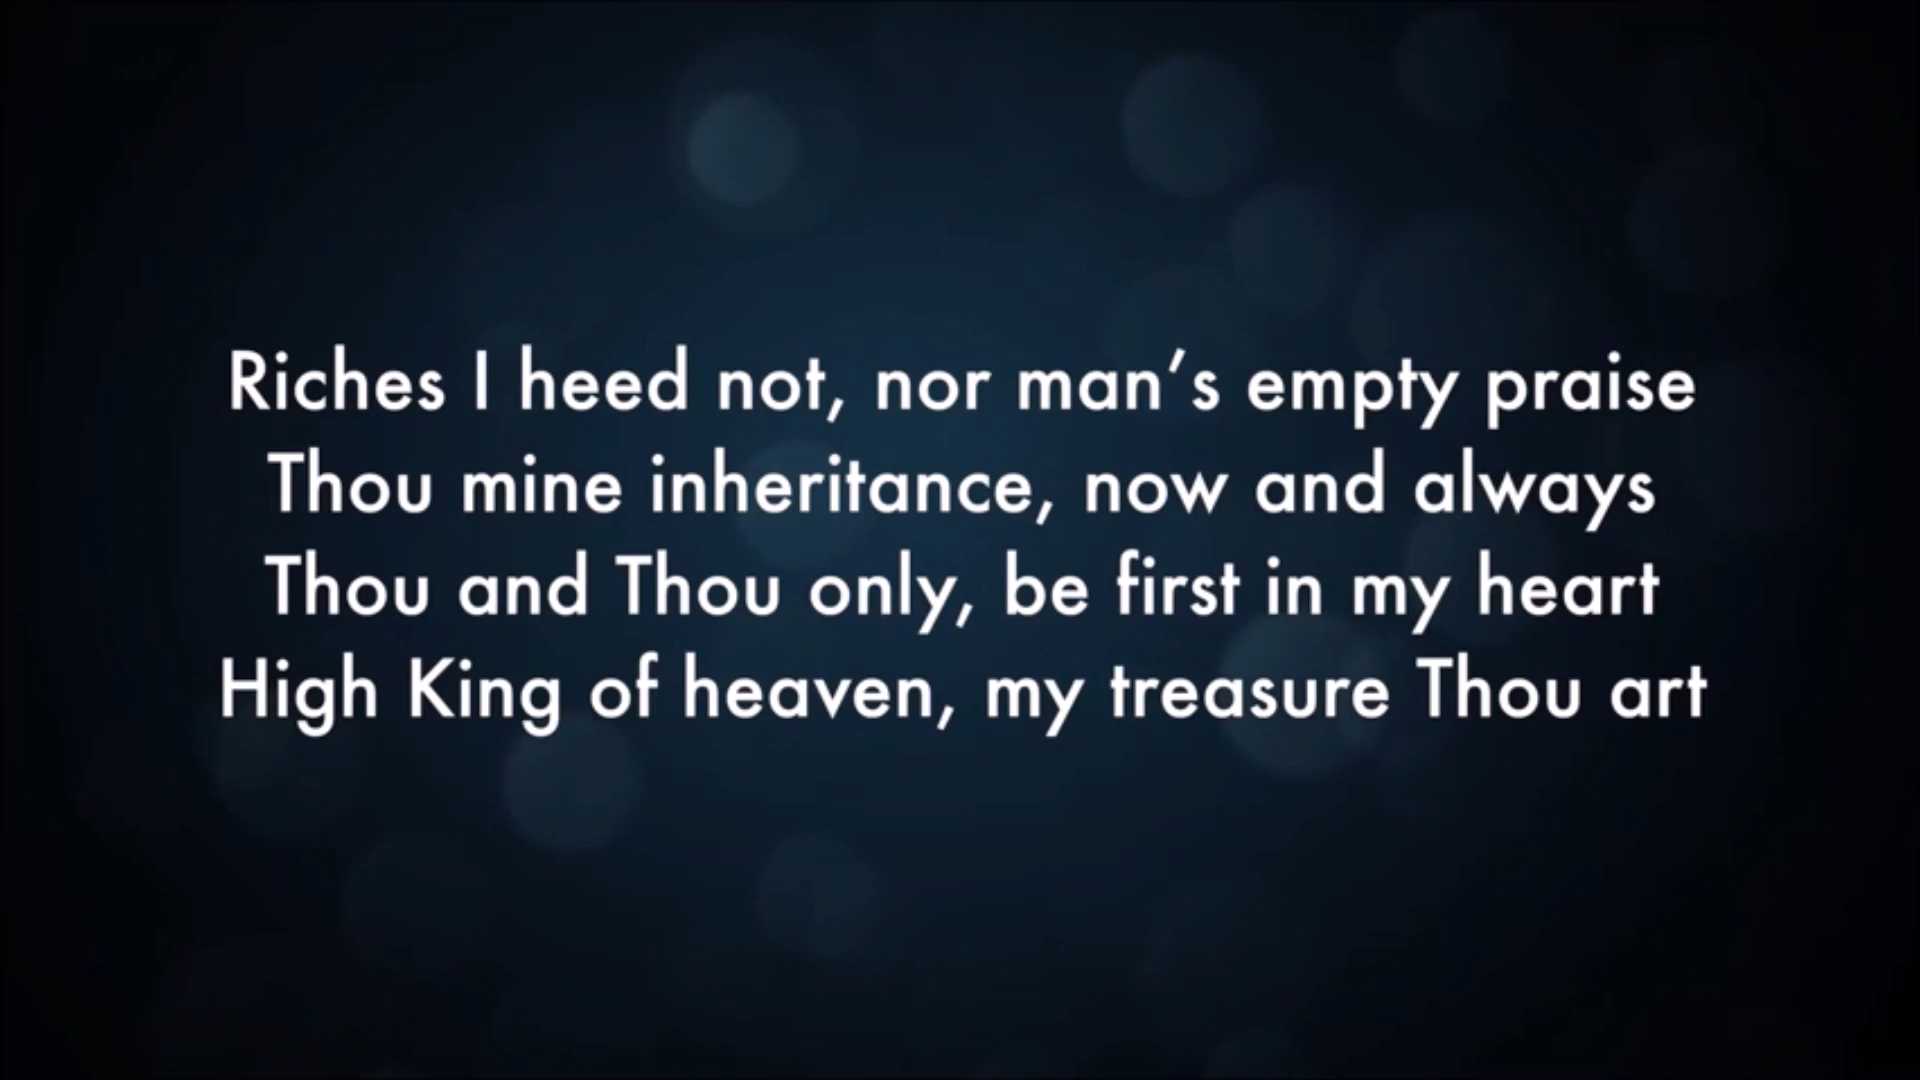 Riches I heed not, nor man’s empty praise
Thou mine inheritance, now and always
Thou and Thou only, be first in my heart
High King of heaven, my treasure Thou art